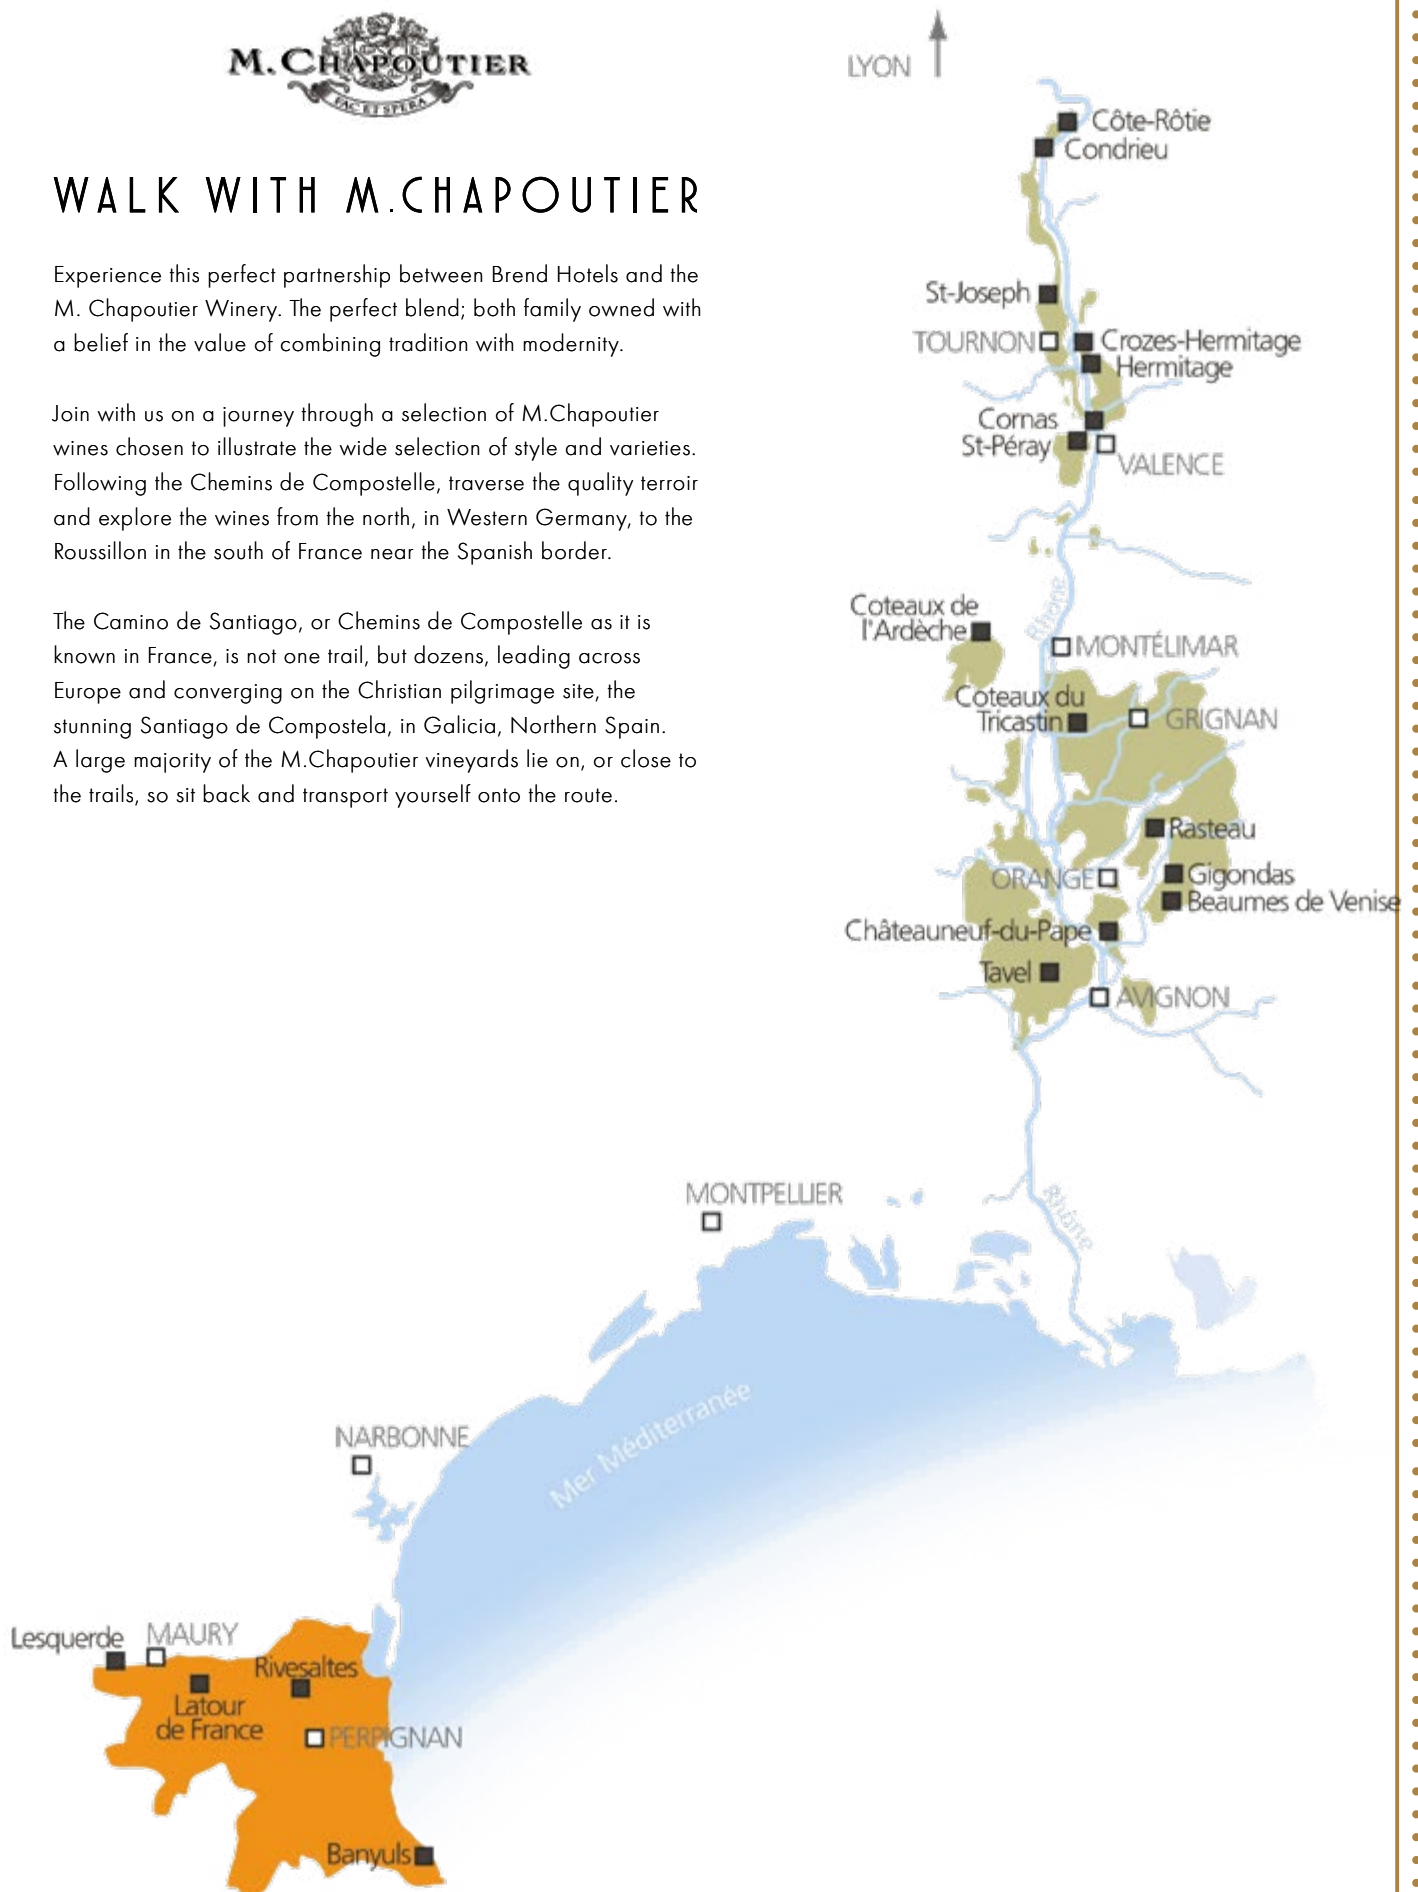 M. CHAPOUTIER
FAC ET SPERA
WALK WITH M.CHAPOUTIER
Experience this perfect partnership between Brend Hotels and the
M. Chapoutier Winery. The perfect blend; both family owned with
a belief in the value of combining tradition with modernity.
Join with us on a journey through a selection of M.Chapoutier
wines chosen to illustrate the wide selection of style and varieties.
Following the Chemins de Compostelle, traverse the quality terroir
and explore the wines from the north, in Western Germany, to the
Roussillon in the south of France near the Spanish border.
The Camino de Santiago, or Chemins de Compostelle as it is
known in France, is not one trail, but dozens, leading across
Europe and converging on the Christian pilgrimage site, the
stunning Santiago de Compostela, in Galicia, Northern Spain.
A large majority of the M.Chapoutier vineyards lie on, or close to
the trails, so sit back and transport yourself onto the route.
LYON
Côte-Rôtie
Condrieu
St-Joseph
TOURNON
Crozes-Hermitage
Hermitage
Cornas
St-Péray
VALENCE
Rhône
Coteaux de
l'Ardèche
MONTÉLIMAR
Coteaux du
Tricastin
GRIGNAN
Rasteau
ORANGE
Gigondas
Beaumes de Venise
Châteauneuf-du-Pape
Tavel
AVIGNON
MONTPELLIER
Rhône
Mer Méditerranée
NARBONNE
Lesquerde
MAURY
Rivesaltes
Latour
de France
PERPIGNAN
Banyuls